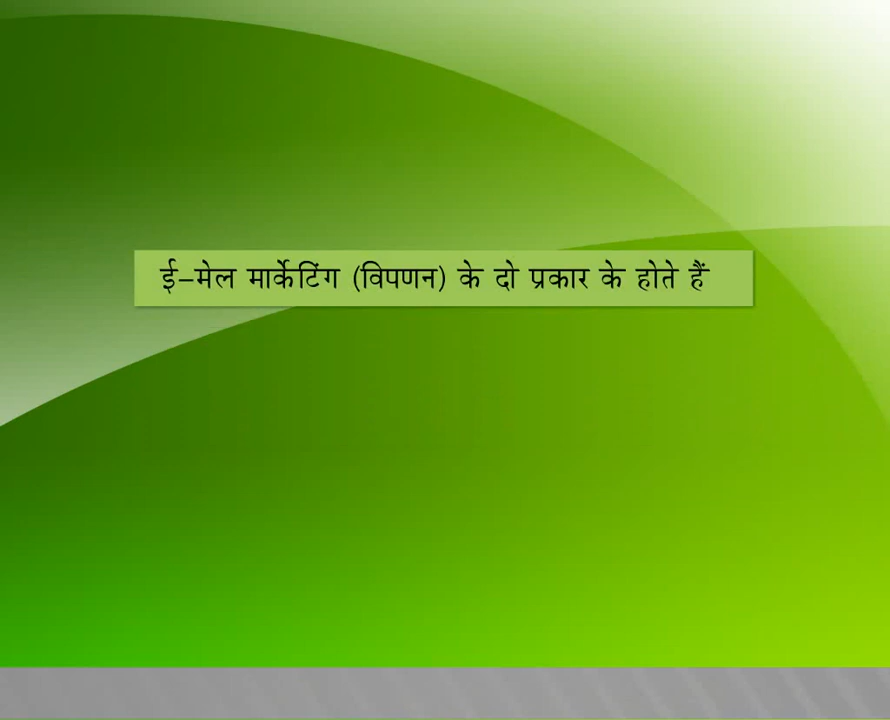 ई–मेल मार्केटिंग (विपणन) के दो प्रकार के होते हैं